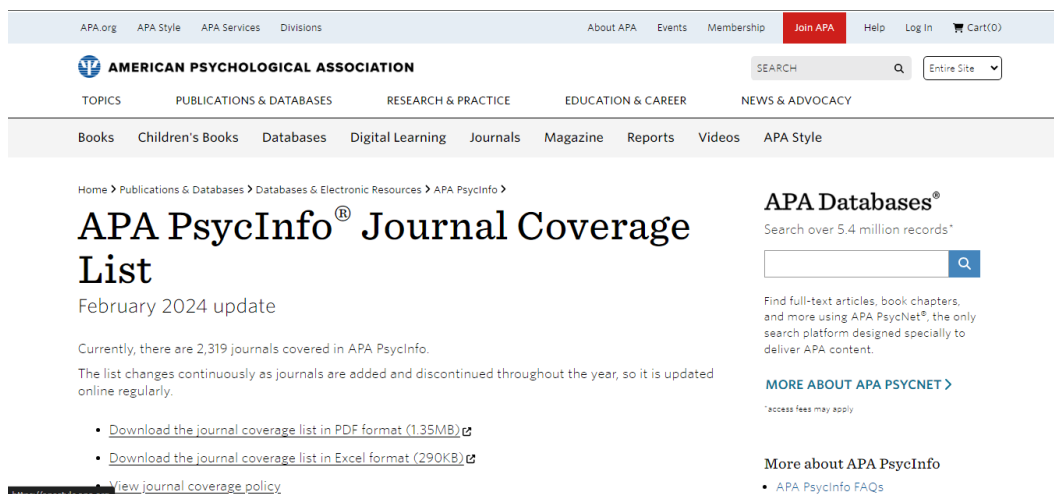 APA.org APA Style APA Services Divisions About APA Events Membership Join APA Help Log In Cart(0)
AMERICAN PSYCHOLOGICAL ASSOCIATION
SEARCH Entire Site
TOPICS PUBLICATIONS & DATABASES RESEARCH & PRACTICE EDUCATION & CAREER NEWS & ADVOCACY
Books Children's Books Databases Digital Learning Journals Magazine Reports Videos APA Style
Home > Publications & Databases > Databases & Electronic Resources > APA PsycInfo >
APA PsycInfo® Journal Coverage
List
February 2024 update
Currently, there are 2,319 journals covered in APA PsycInfo.
The list changes continuously as journals are added and discontinued throughout the year, so it is updated
online regularly.
• Download the journal coverage list in PDF format (1.35MB)
• Download the journal coverage list in Excel format (290KB)
• View journal coverage policy
APA Databases®
Search over 5.4 million records*
Find full-text articles, book chapters,
and more using APA PsycNet®, the only
search platform designed specially to
deliver APA content.
MORE ABOUT APA PSYCNET >
*access fees may apply
More about APA PsycInfo
• APA PsycInfo FAQs